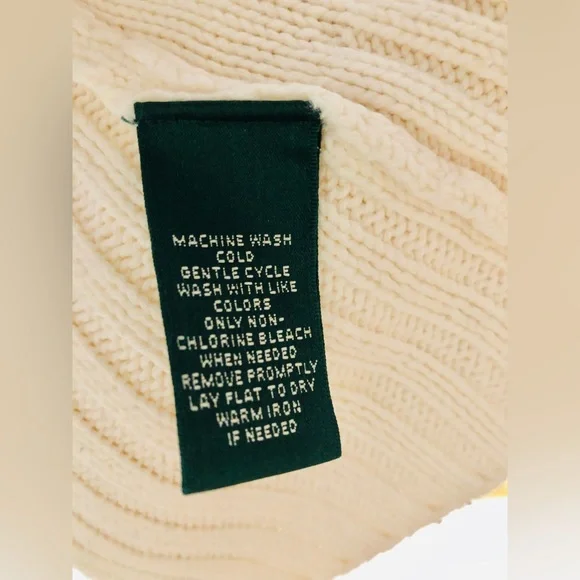 MACHINE WASH
COLD
GENTLE CYCLE
WASH WITH LIKE
COLORS
ONLY NON-
CHLORINE BLEACH
WHEN NEEDED
REMOVE PROMPTLY
LAY FLAT TO DRY
WARM IRON
IF NEEDED